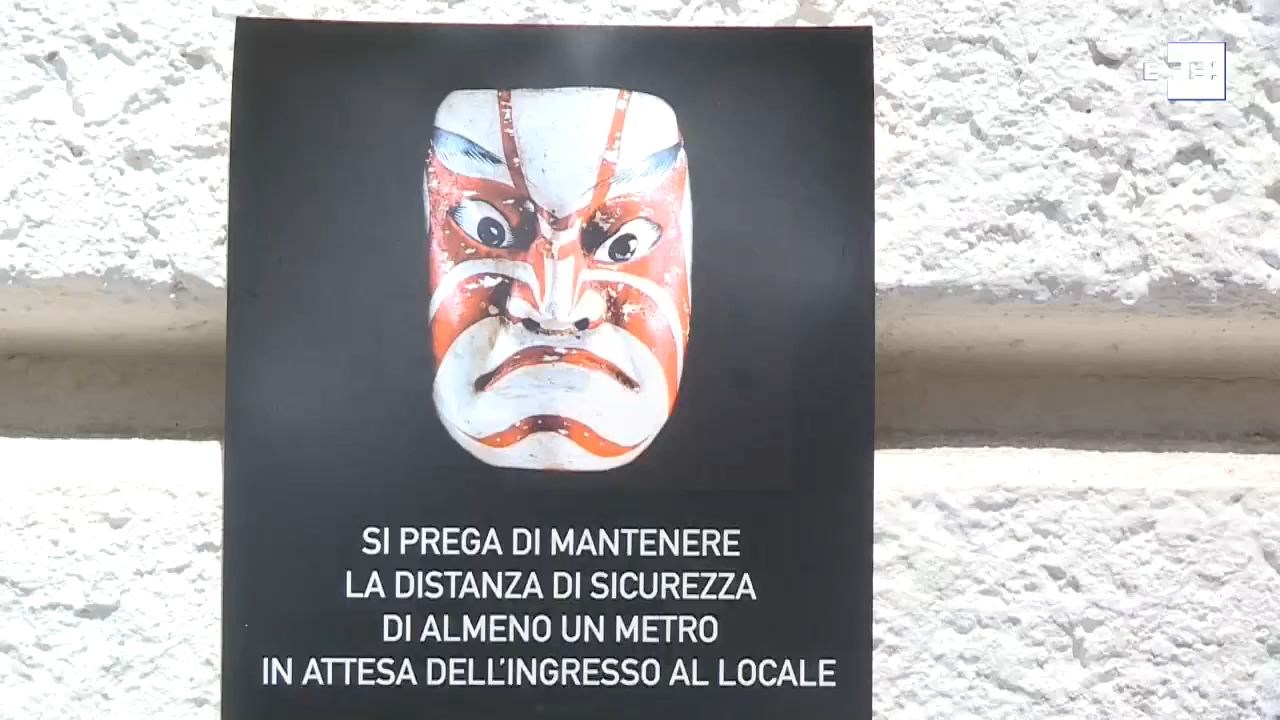 SI PREGA DI MANTENERE
LA DISTANZA DI SICUREZZA
DI ALMENO UN METRO
IN ATTESA DELL'INGRESSO AL LOCALE